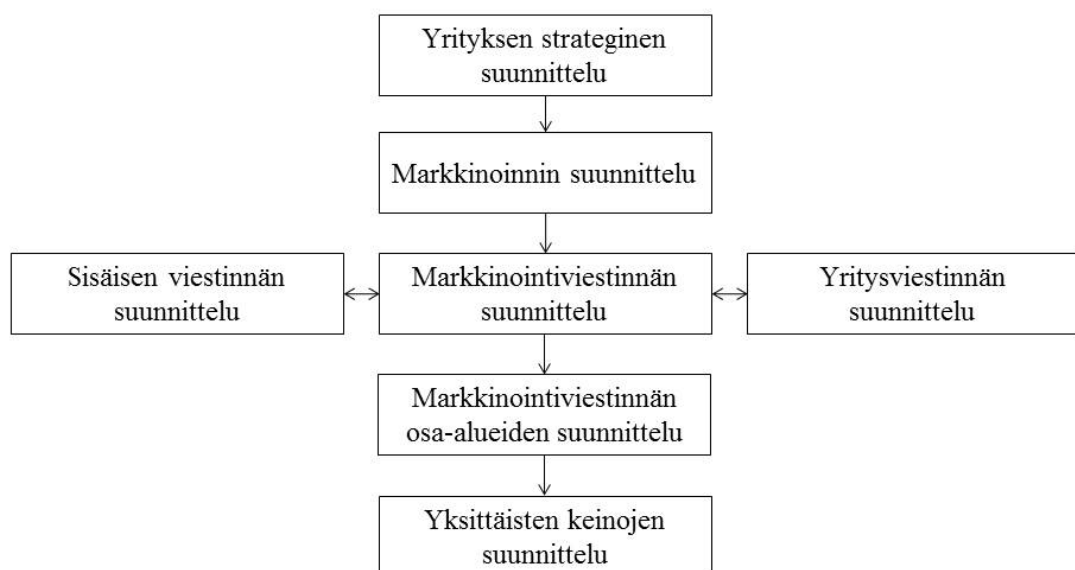 Yrityksen strateginen
suunnittelu
Markkinoinnin suunnittelu
Sisäisen viestinnän
suunnittelu
Markkinointiviestinnän
suunnittelu
Yritysviestinnän
suunnittelu
Markkinointiviestinnän
osa-alueiden suunnittelu
Yksittäisten keinojen
suunnittelu